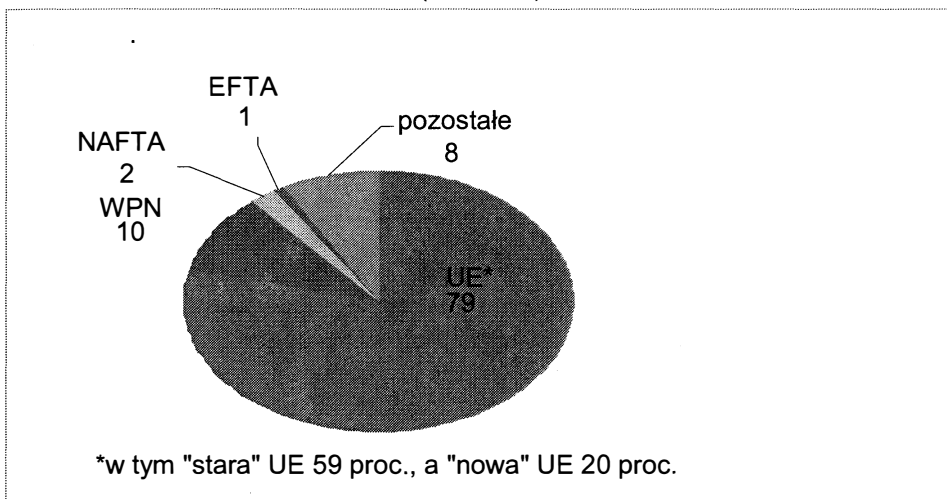 EFTA
1
pozostałe
8
NAFTA
2
WPN
10
UE*
79
*w tym "stara" UE 59 proc., a "nowa" UE 20 proc.